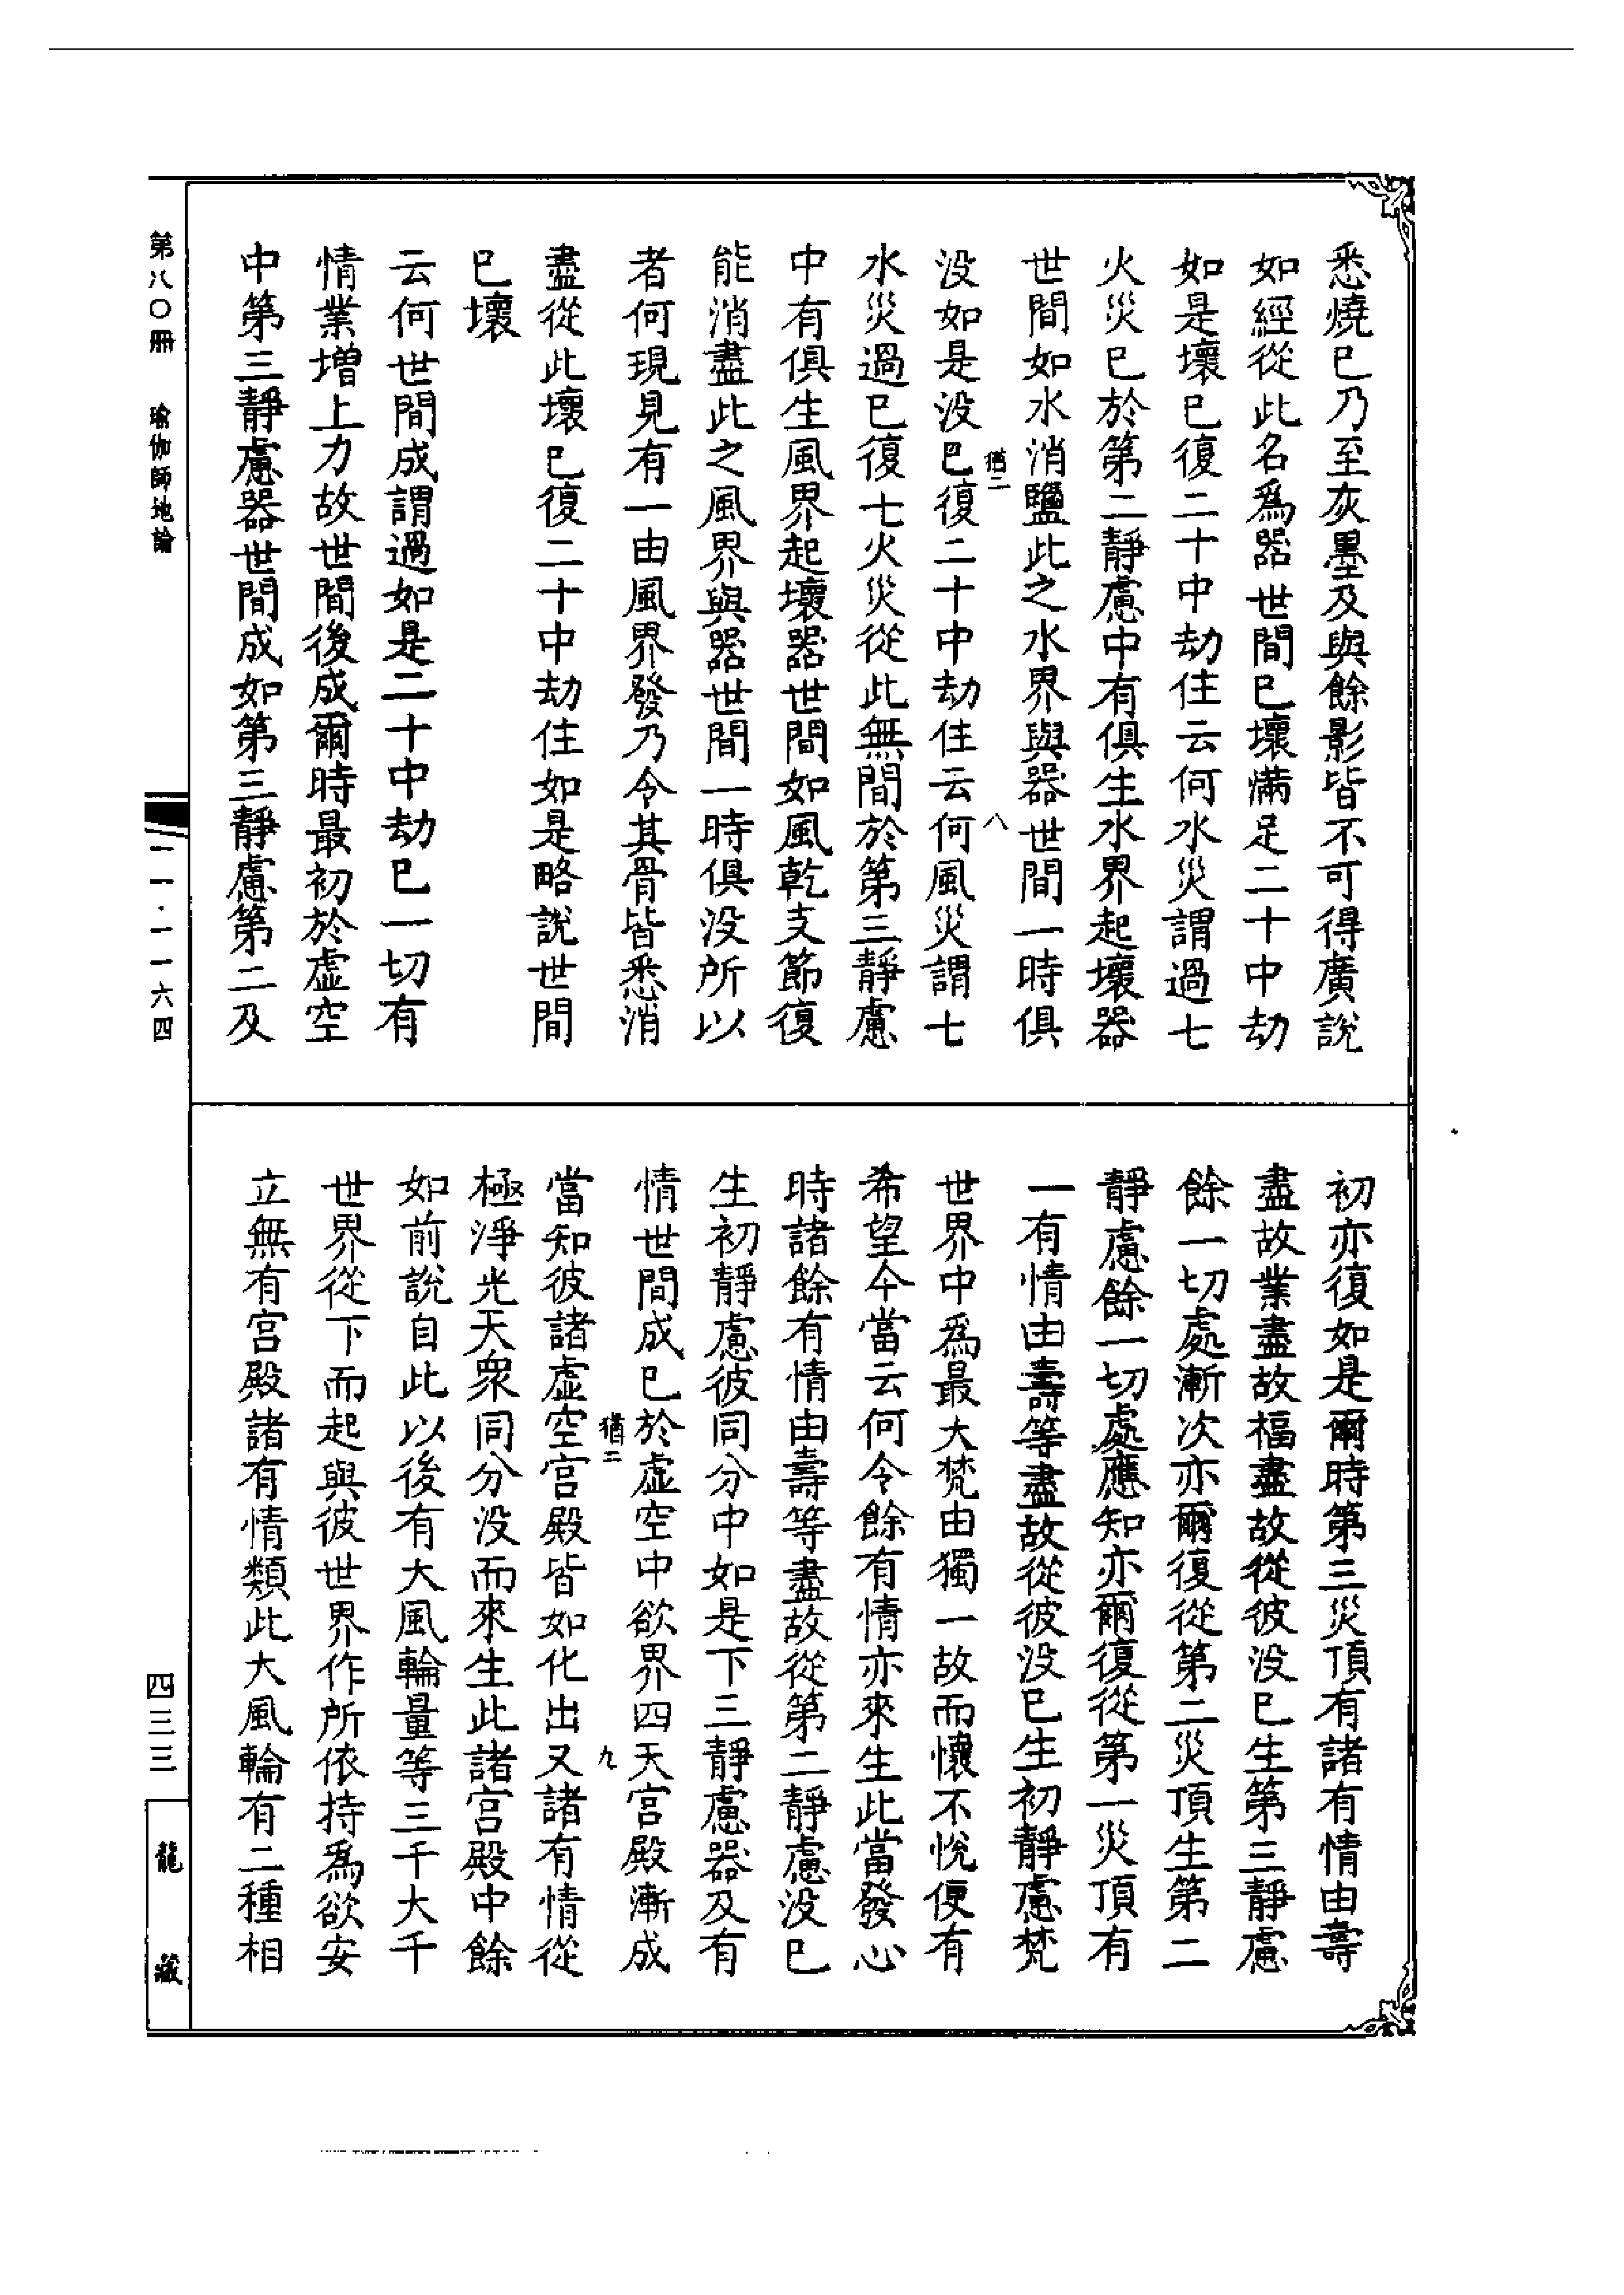 悉燒已乃至灰墨及與餘影皆不可得廣說
如經從此名爲器世間已壞滿足二十中劫
如是壞已復二十中劫住云何水災謂過七
火災已於第二靜慮中有俱生水界起壞器
世間如水消鹽此之水界與器世間一時俱
没如是没已復二十中劫住云何風災謂七
猶二
八
水災過已復七火災從此無間於第三靜慮
中有俱生風界起壞器世間如風乾支節復
能消盡此之風界與器世間一時俱没所以
者何現見有一由風界發乃令其骨皆悉消
盡從此壞已復二十中劫住如是略說世間
已壞
云何世間成謂過如是二十中劫已一切有
情業增上力故世間後成爾時最初於虛空
中第三靜慮器世間成如第三靜慮第二及
初亦復如是爾時第三災頂有諸有情由壽
盡故業盡故福盡故從彼没已生第三靜慮
餘一切處漸次亦爾復從第二災頂生第二
靜慮餘一切處應知亦爾復從第一災頂有
一有情由壽等盡故從彼没已生初靜慮梵
世界中爲最大梵由獨一故而懷不悅便有
希望今當云何令餘有情亦來生此當發心
時諸餘有情由壽等盡故從第二靜慮没已
生初靜慮彼同分中如是下三靜慮器及有
情世間成已於虛空中欲界四天宮殿漸成
猶二
九
當知彼諸虛空宮殿皆如化出又諸有情從
極淨光天衆同分没而來生此諸宮殿中餘
如前說自此以後有大風輪量等三千大千
世界從下而起與彼世界作所依持爲欲安
立無有宮殿諸有情類此大風輪有二種相
第八〇冊 瑜伽師地論
一一·一一六四
四三三
龍藏